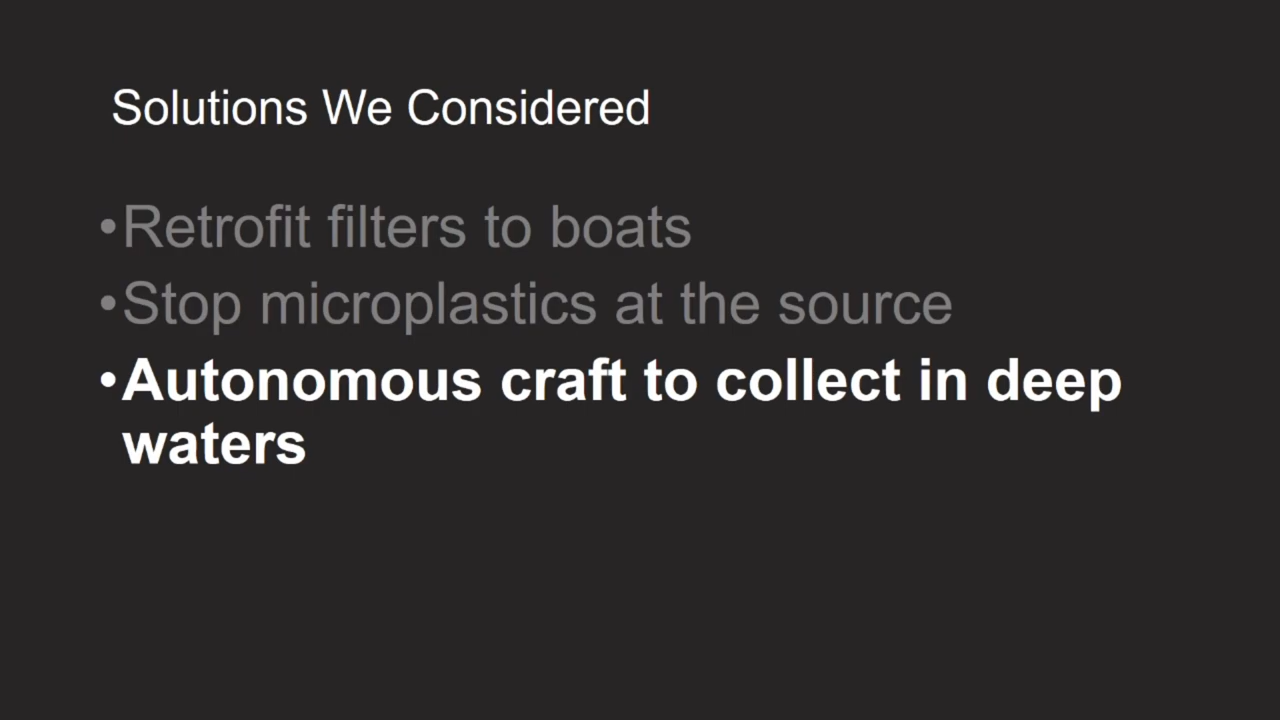 Solutions We Considered
•Retrofit filters to boats
•Stop microplastics at the source
•Autonomous craft to collect in deep
waters